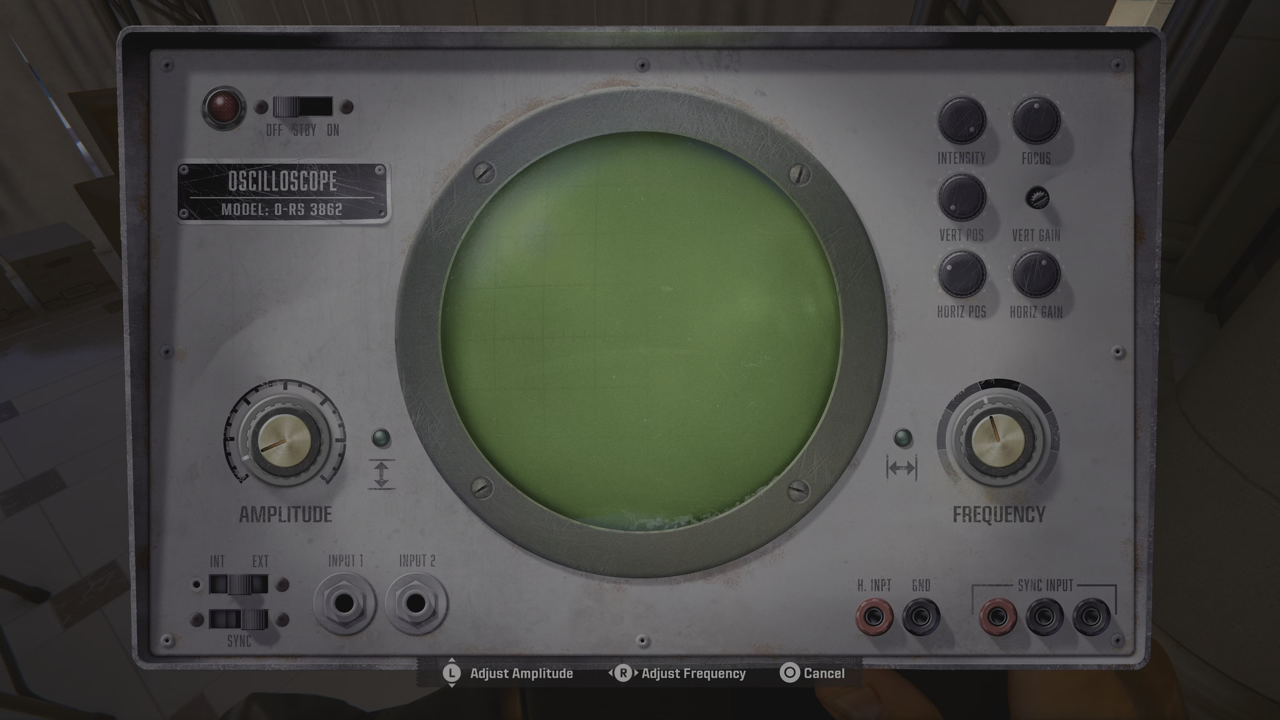 OFF STBY ON
OSCILLOSCOPE
MODEL: O-RS 3862
INTENSITY
FOCUS
VERT POS
VERT GAIN
HORIZ POS
HORIZ GAIN
AMPLITUDE
FREQUENCY
INT
EXT
SYNC
INPUT 1
INPUT 2
H. INPT
GND
SYNC INPUT
L Adjust Amplitude
R Adjust Frequency
Cancel